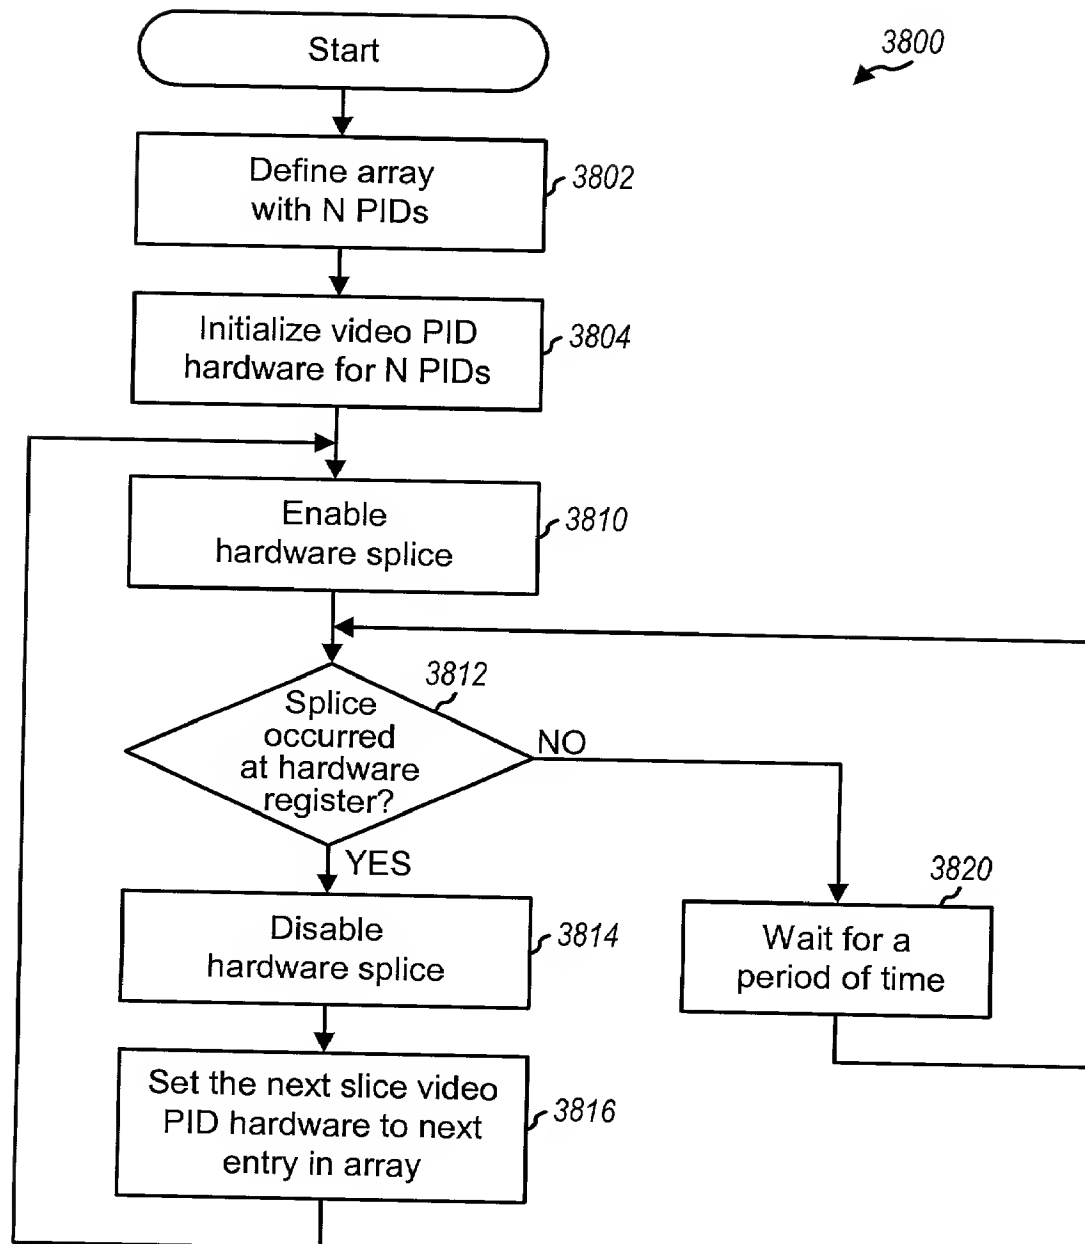 Start
3800
Define array
with N PIDs
3802
Initialize video PID
hardware for N PIDs
3804
Enable
hardware splice
3810
Splice
occurred
at hardware
register?
3812
NO
YES
Disable
hardware splice
3814
3820
Wait for a
period of time
Set the next slice video
PID hardware to next
entry in array
3816